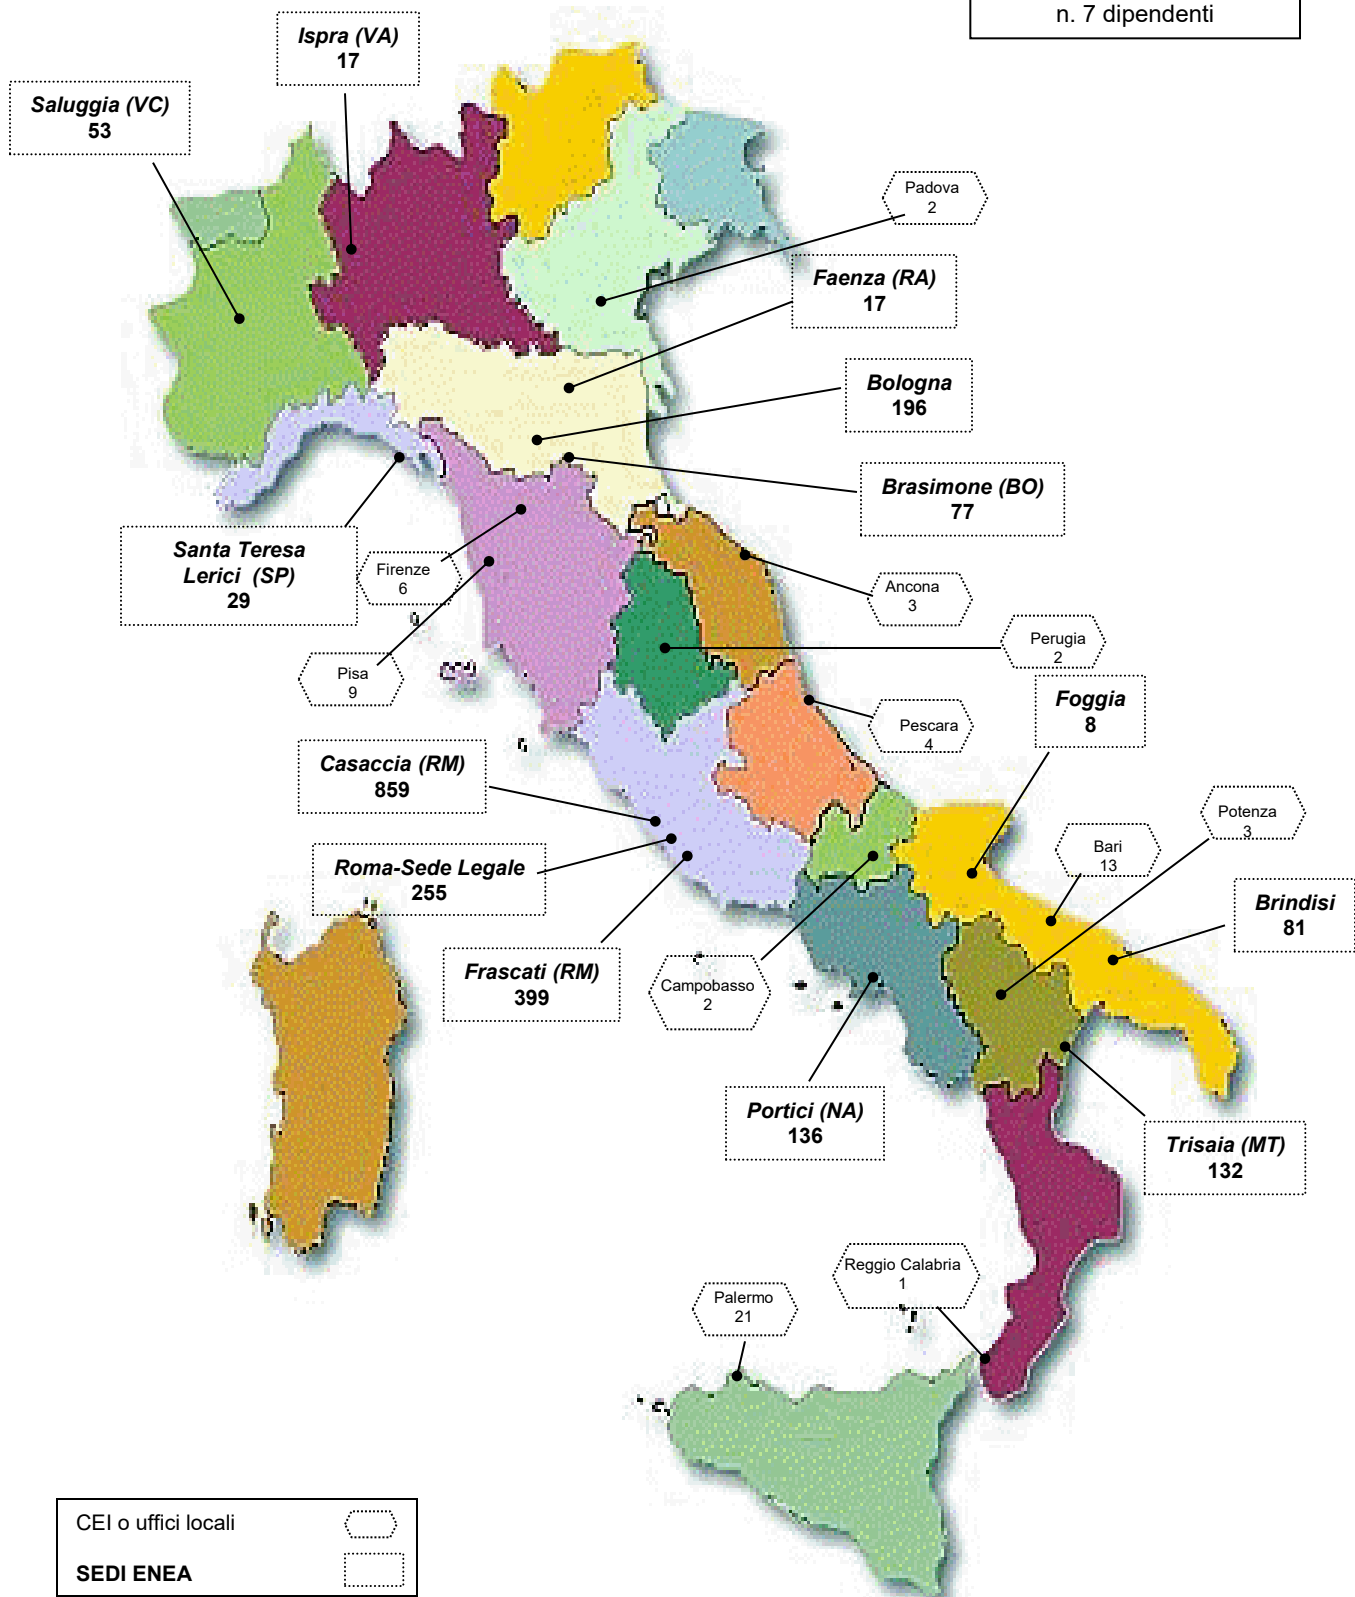 n. 7 dipendenti
Ispra (VA)
17
Saluggia (VC)
53
Padova
2
Faenza (RA)
17
Bologna
196
Brasimone (BO)
77
Santa Teresa
Lerici (SP)
29
Firenze
6
Ancona
3
Perugia
2
Pisa
9
Foggia
8
Pescara
4
Casaccia (RM)
859
Potenza
3
Bari
13
Roma-Sede Legale
255
Brindisi
81
Frascati (RM)
399
Campobasso
2
Portici (NA)
136
Trisaia (MT)
132
Reggio Calabria
1
Palermo
21
CEI o uffici locali
SEDI ENEA